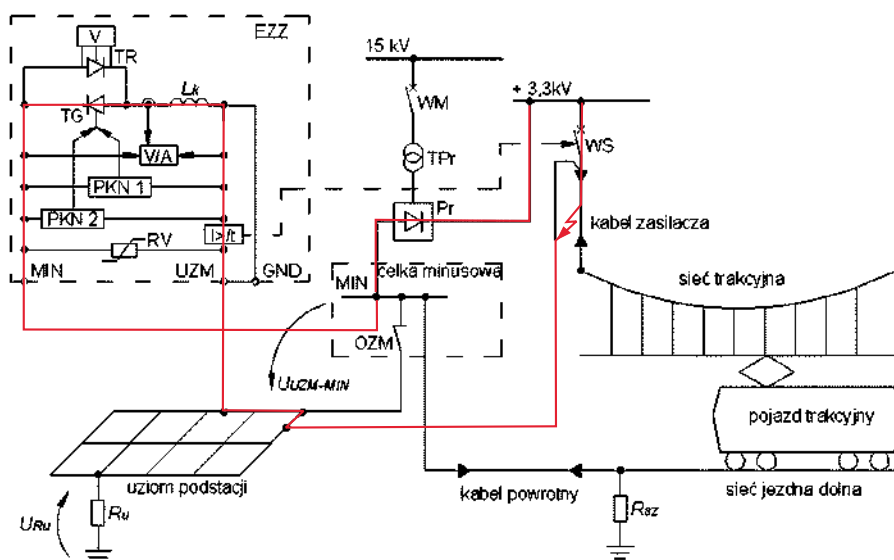 EZZ
V
TR
Lk
TG
V/A
PKN 1
PKN 2
I>/t
RV
MIN
UZM
GND
15 kV
WM
+ 3,3kV
TPr
WS
Pr
kabel zasilacza
celka minusowa
MIN
sieć trakcyjna
OZM
UUZM-MIN
pojazd trakcyjny
uziom podstacji
kabel powrotny
sieć jezdna dolna
URu
Ru
Rsz